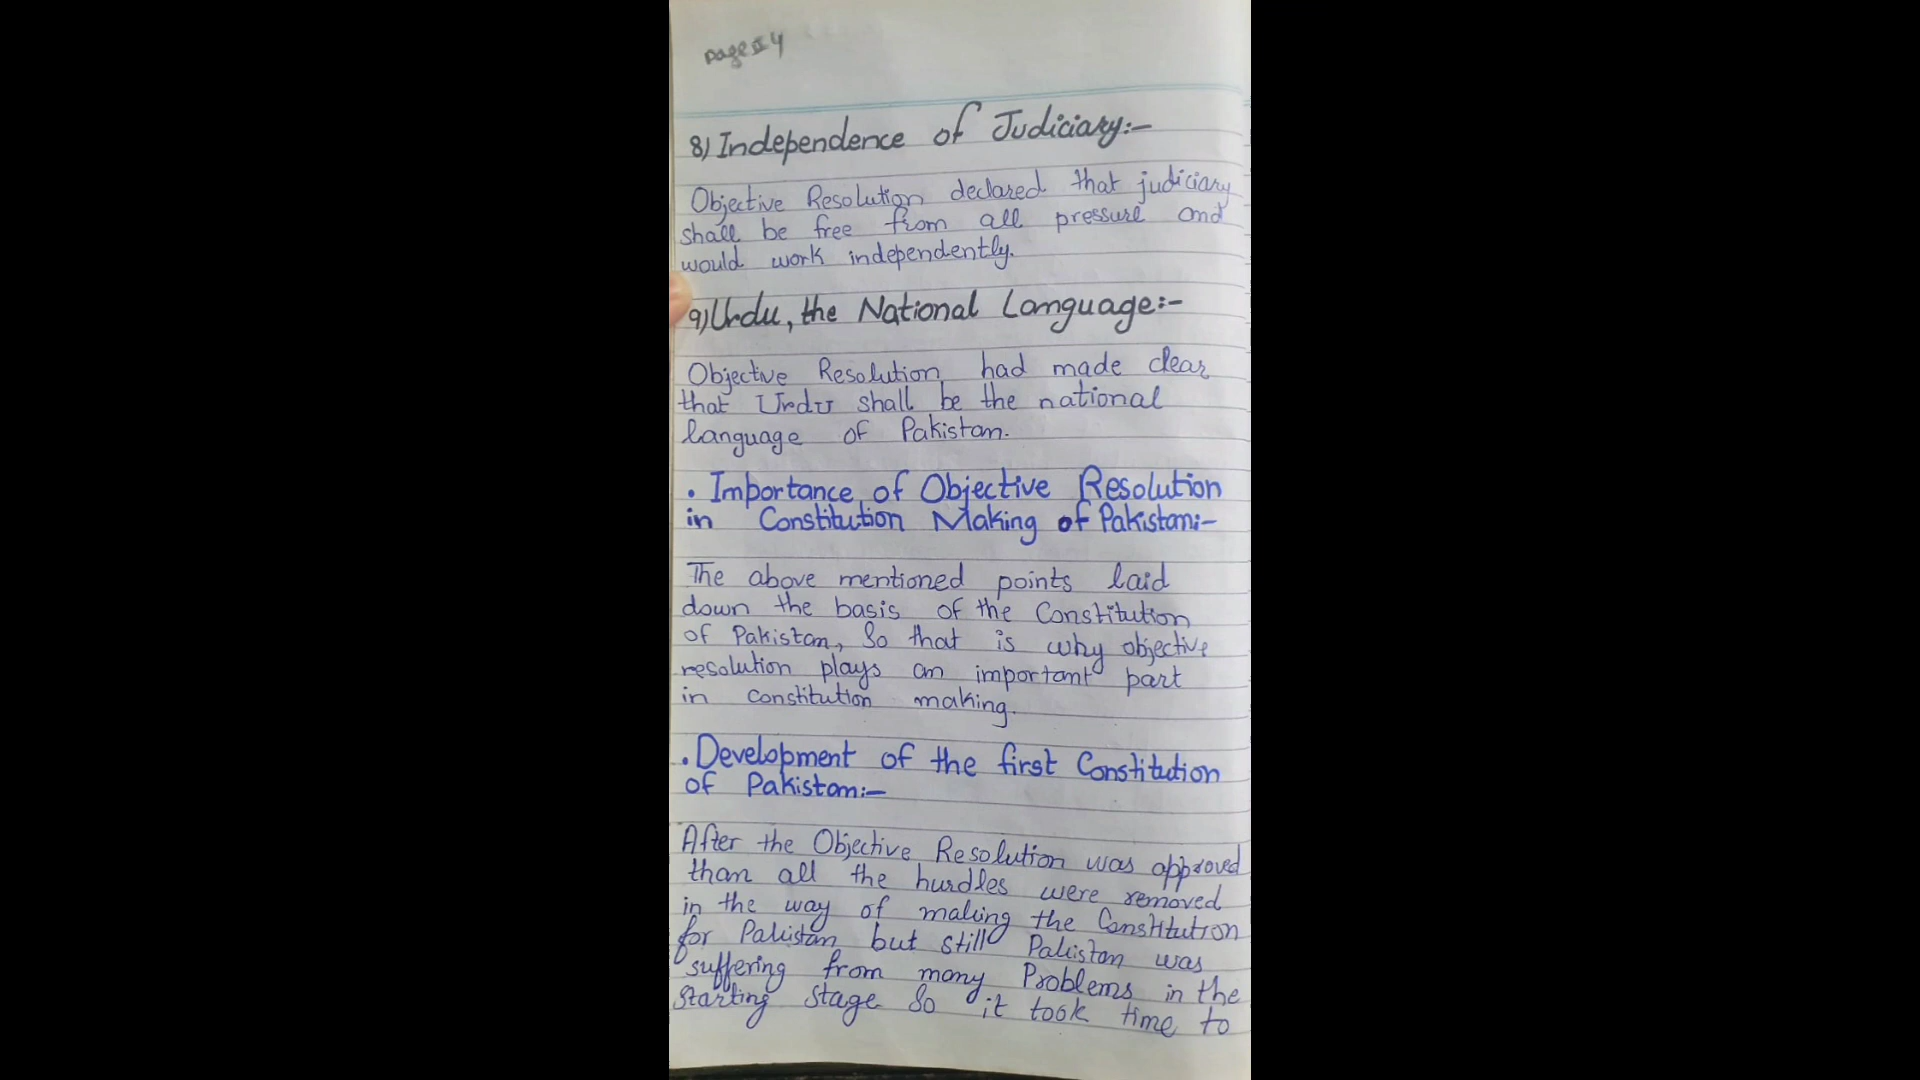 page # 4
8) Independence of Judiciary:-
Objective Resolution declared that judiciary
shall be free from all pressure and
would work independently.
9) Urdu, the National Language:-
Objective Resolution had made clear
that Urdu shall be the national
language of Pakistan.
• Importance of Objective Resolution
in Constitution Making of Pakistan:-
The above mentioned points laid
down the basis of the Constitution
of Pakistan, So that is why objective
resolution plays an important part
in constitution making.
• Development of the first Constitution
of Pakistan:-
After the Objective Resolution was approved
than all the hurdles were removed
in the way of making the Constitution
for Pakistan but still Pakistan was
suffering from many Problems in the
starting stage So it took time to